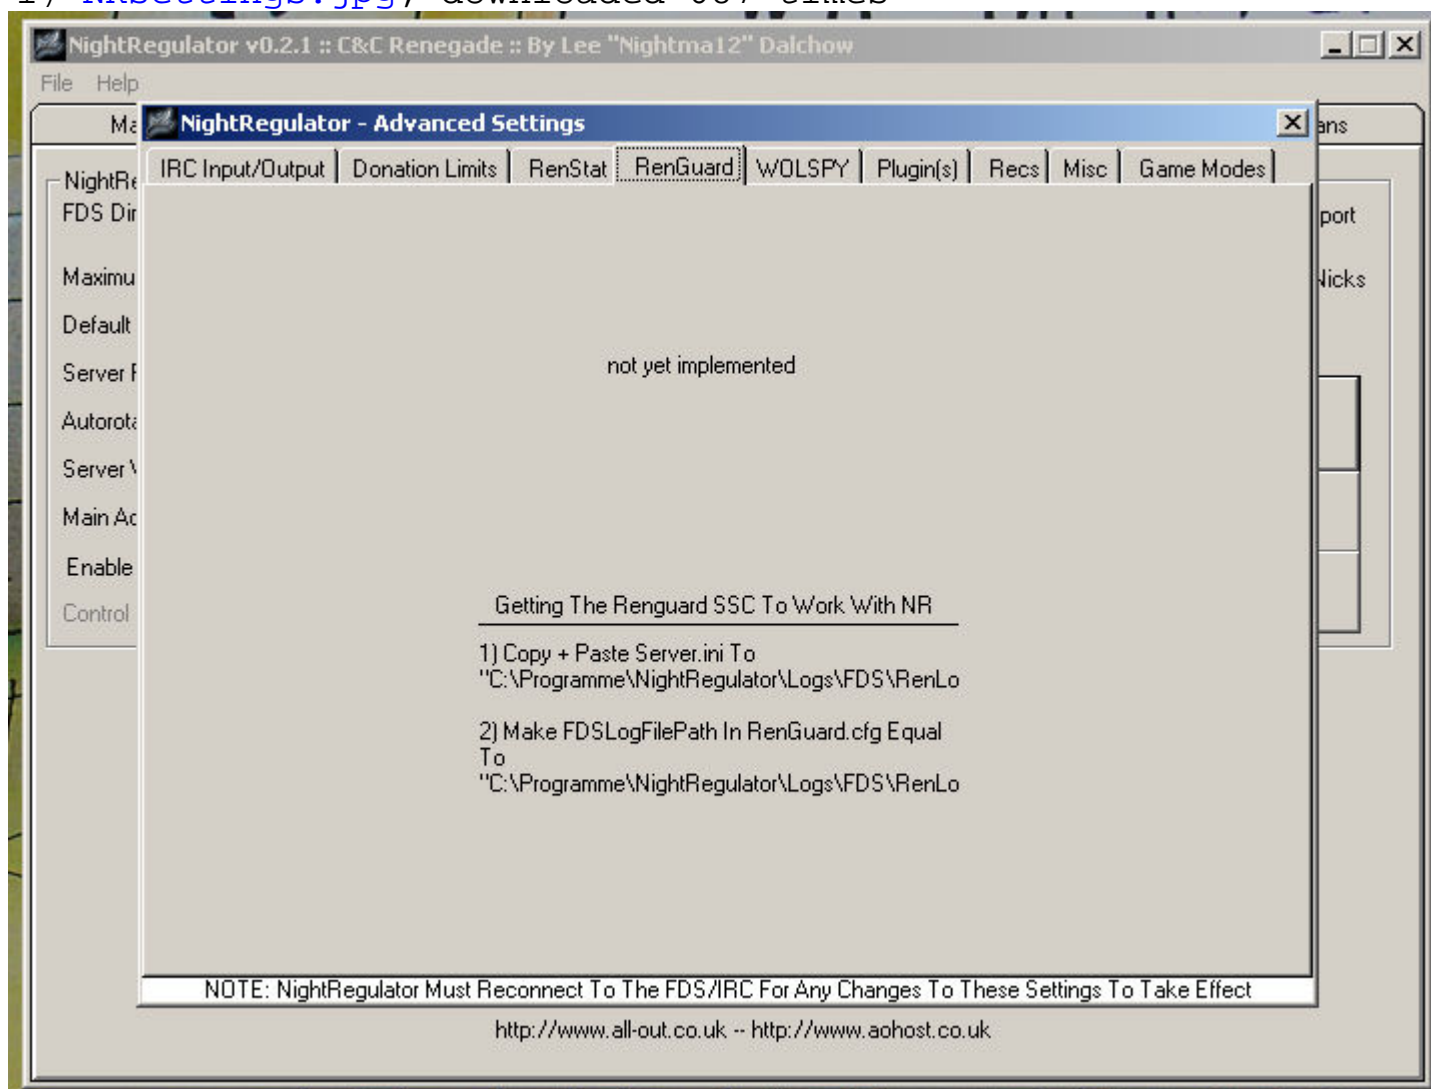 NightRegulator v0.2.1 :: C&C Renegade :: By Lee "Nightma12" Dalchow
File Help
NightRegulator - Advanced Settings
IRC Input/Output Donation Limits RenStat RenGuard WOLSPY Plugin(s) Recs Misc Game Modes
FDS Dir
port
Maximu
Nicks
Default
not yet implemented
Server
Autorota
Server
Main
Enable
Control
Getting The Renguard SSC To Work With NR
1) Copy + Paste Server.ini To
"C:\Programme\NightRegulator\Logs\FDS\RenLo
2) Make FDSLogFilePath In RenGuard.cfg Equal
To
"C:\Programme\NightRegulator\Logs\FDS\RenLo
NOTE: NightRegulator Must Reconnect To The FDS/IRC For Any Changes To These Settings To Take Effect
http://www.all-out.co.uk -- http://www.aohost.co.uk